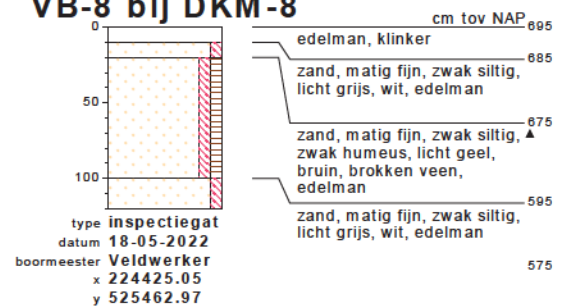 VB-8 bij DKM-8
cm tov NAP
0
695
edelman, klinker
685
zand, matig fijn, zwak siltig,
licht grijs, wit, edelman
50
675
zand, matig fijn, zwak siltig,
zwak humeus, licht geel,
bruin, brokken veen,
edelman
100
595
zand, matig fijn, zwak siltig,
licht grijs, wit, edelman
575
type inspectiegat
datum 18-05-2022
boormeester Veldwerker
x 224425.05
y 525462.97